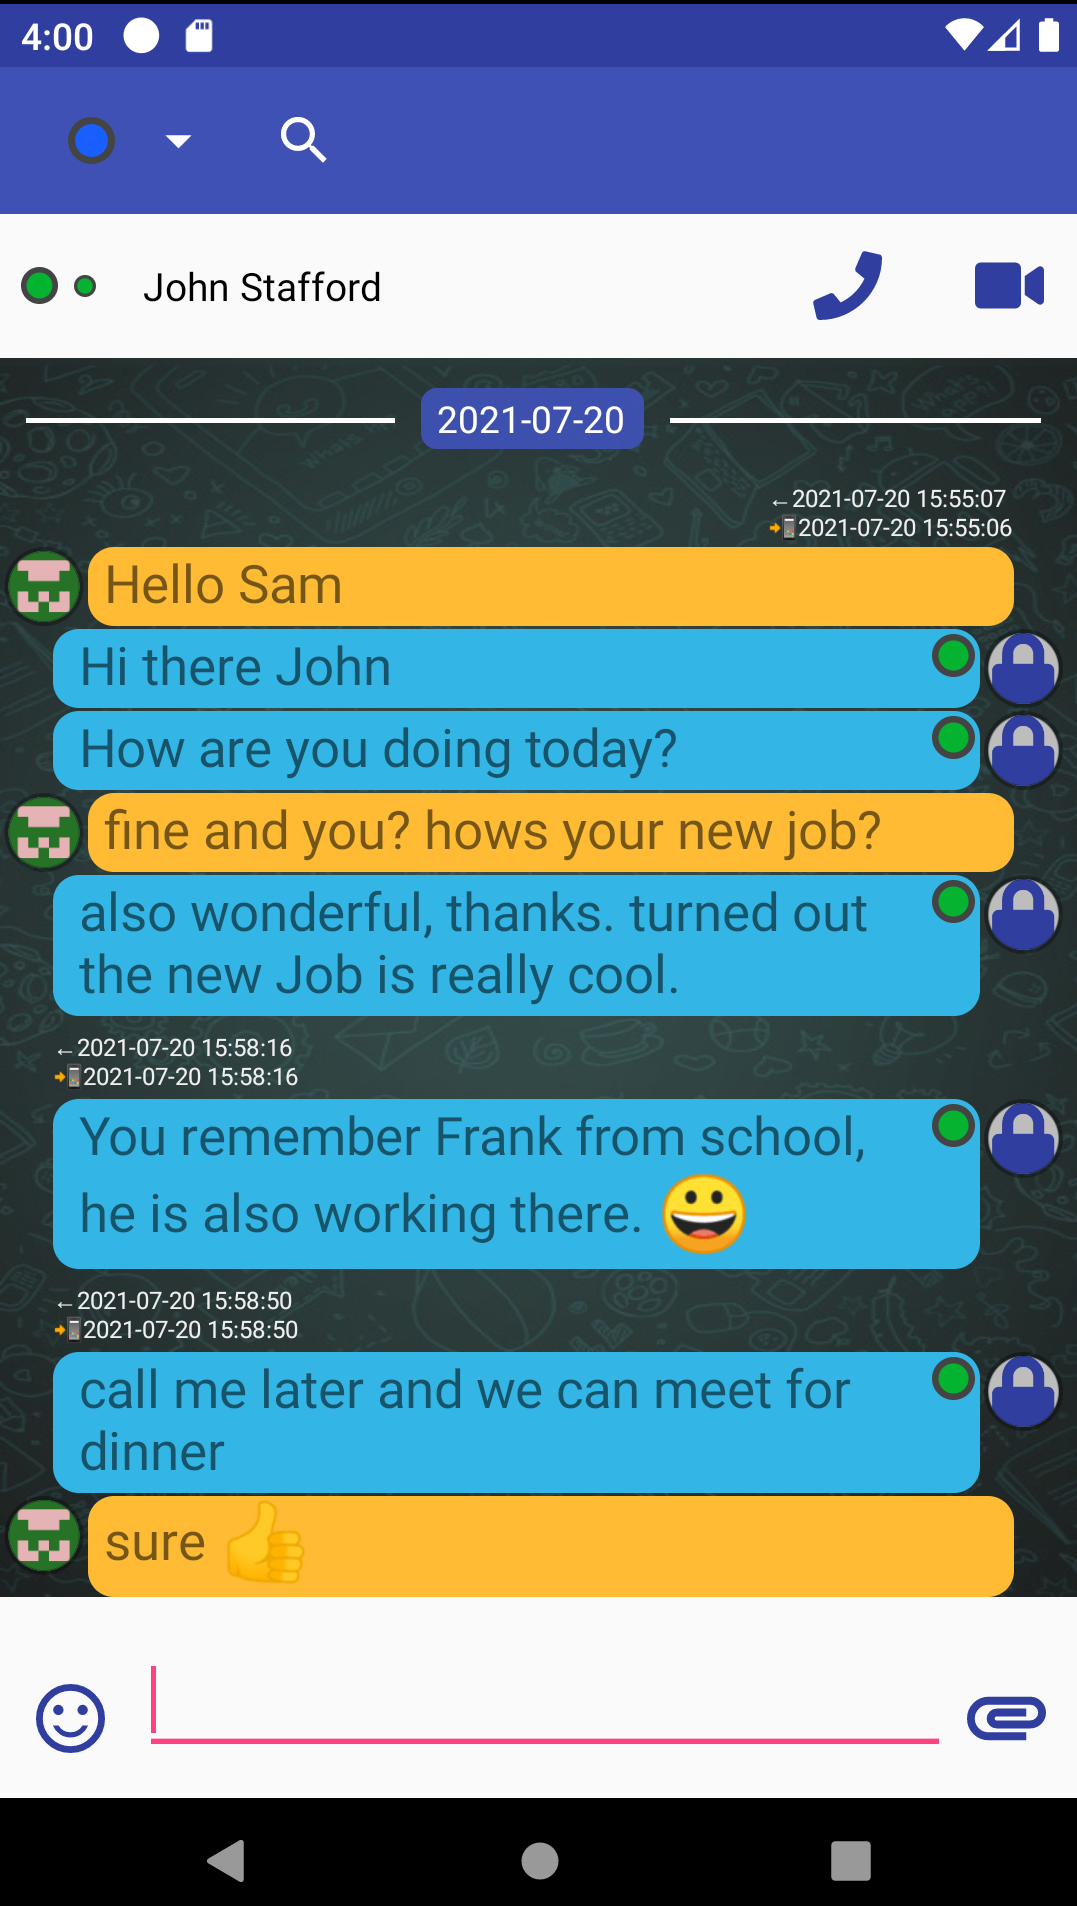 4:00
John Stafford
2021-07-20
←2021-07-20 15:55:07
📲2021-07-20 15:55:06
Hello Sam
Hi there John
How are you doing today?
fine and you? hows your new job?
also wonderful, thanks. turned out
the new Job is really cool.
←2021-07-20 15:58:16
📲2021-07-20 15:58:16
You remember Frank from school,
he is also working there. 😀
←2021-07-20 15:58:50
📲2021-07-20 15:58:50
call me later and we can meet for
dinner
sure 👍